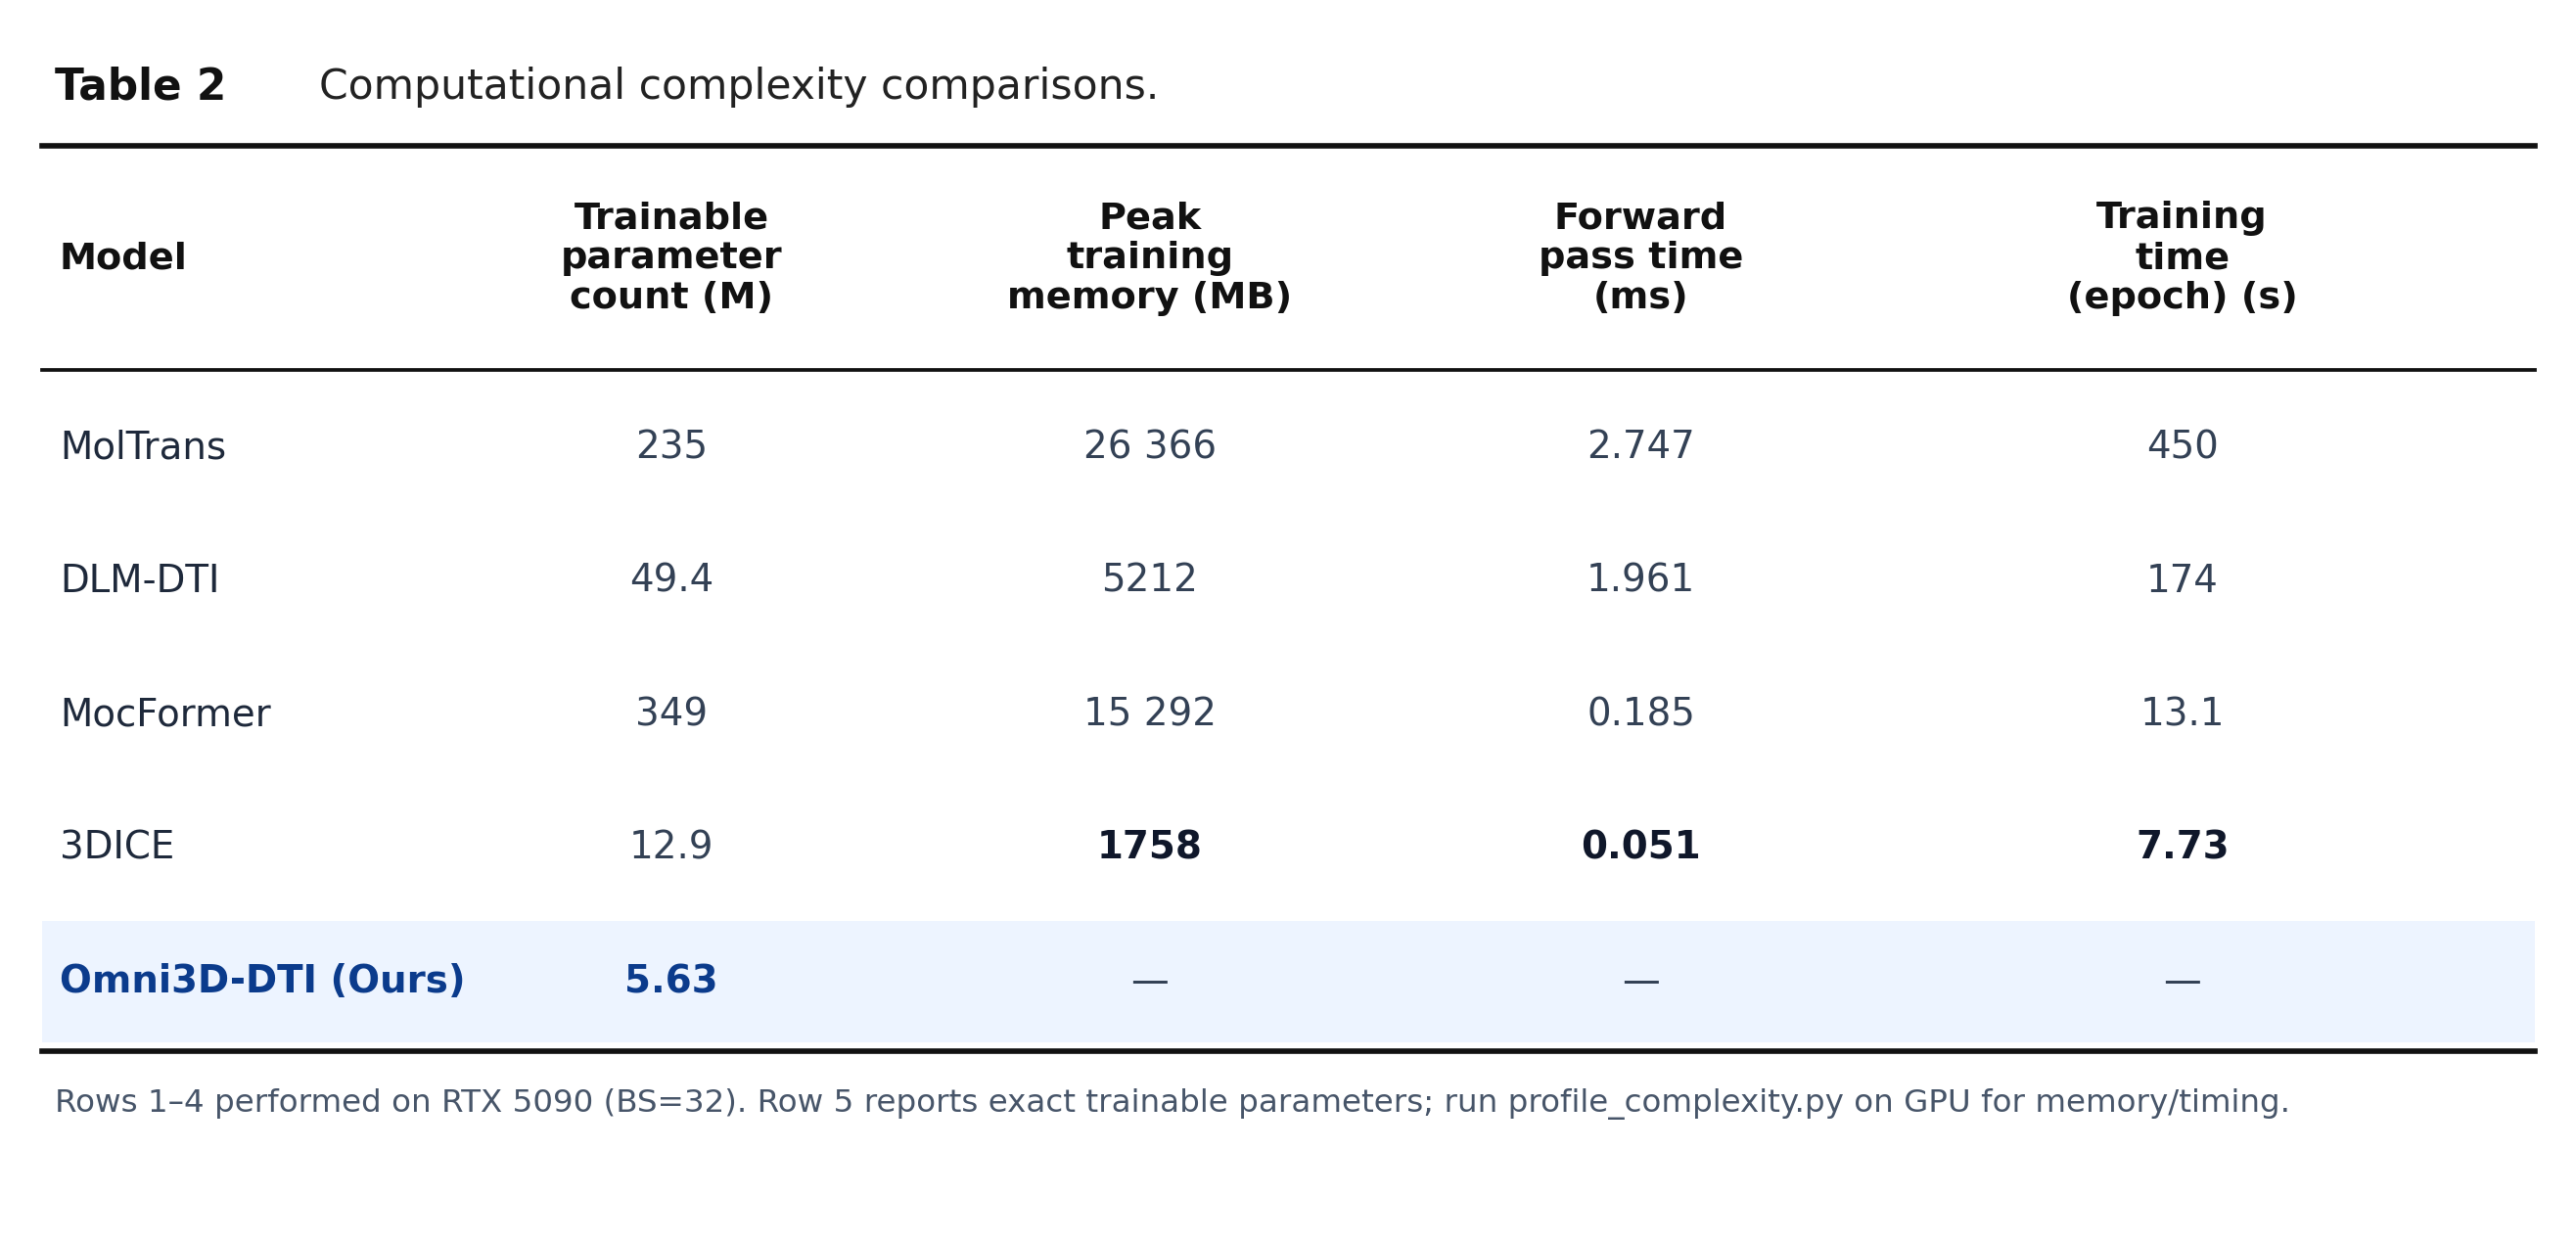 Table 2 Computational complexity comparisons.
Model Trainable parameter count (M) Peak training memory (MB) Forward pass time (ms) Training time (epoch) (s)
MolTrans 235 26 366 2.747 450
DLM-DTI 49.4 5212 1.961 174
MocFormer 349 15 292 0.185 13.1
3DICE 12.9 1758 0.051 7.73
Omni3D-DTI (Ours) 5.63 — — —
Rows 1–4 performed on RTX 5090 (BS=32). Row 5 reports exact trainable parameters; run profile_complexity.py on GPU for memory/timing.